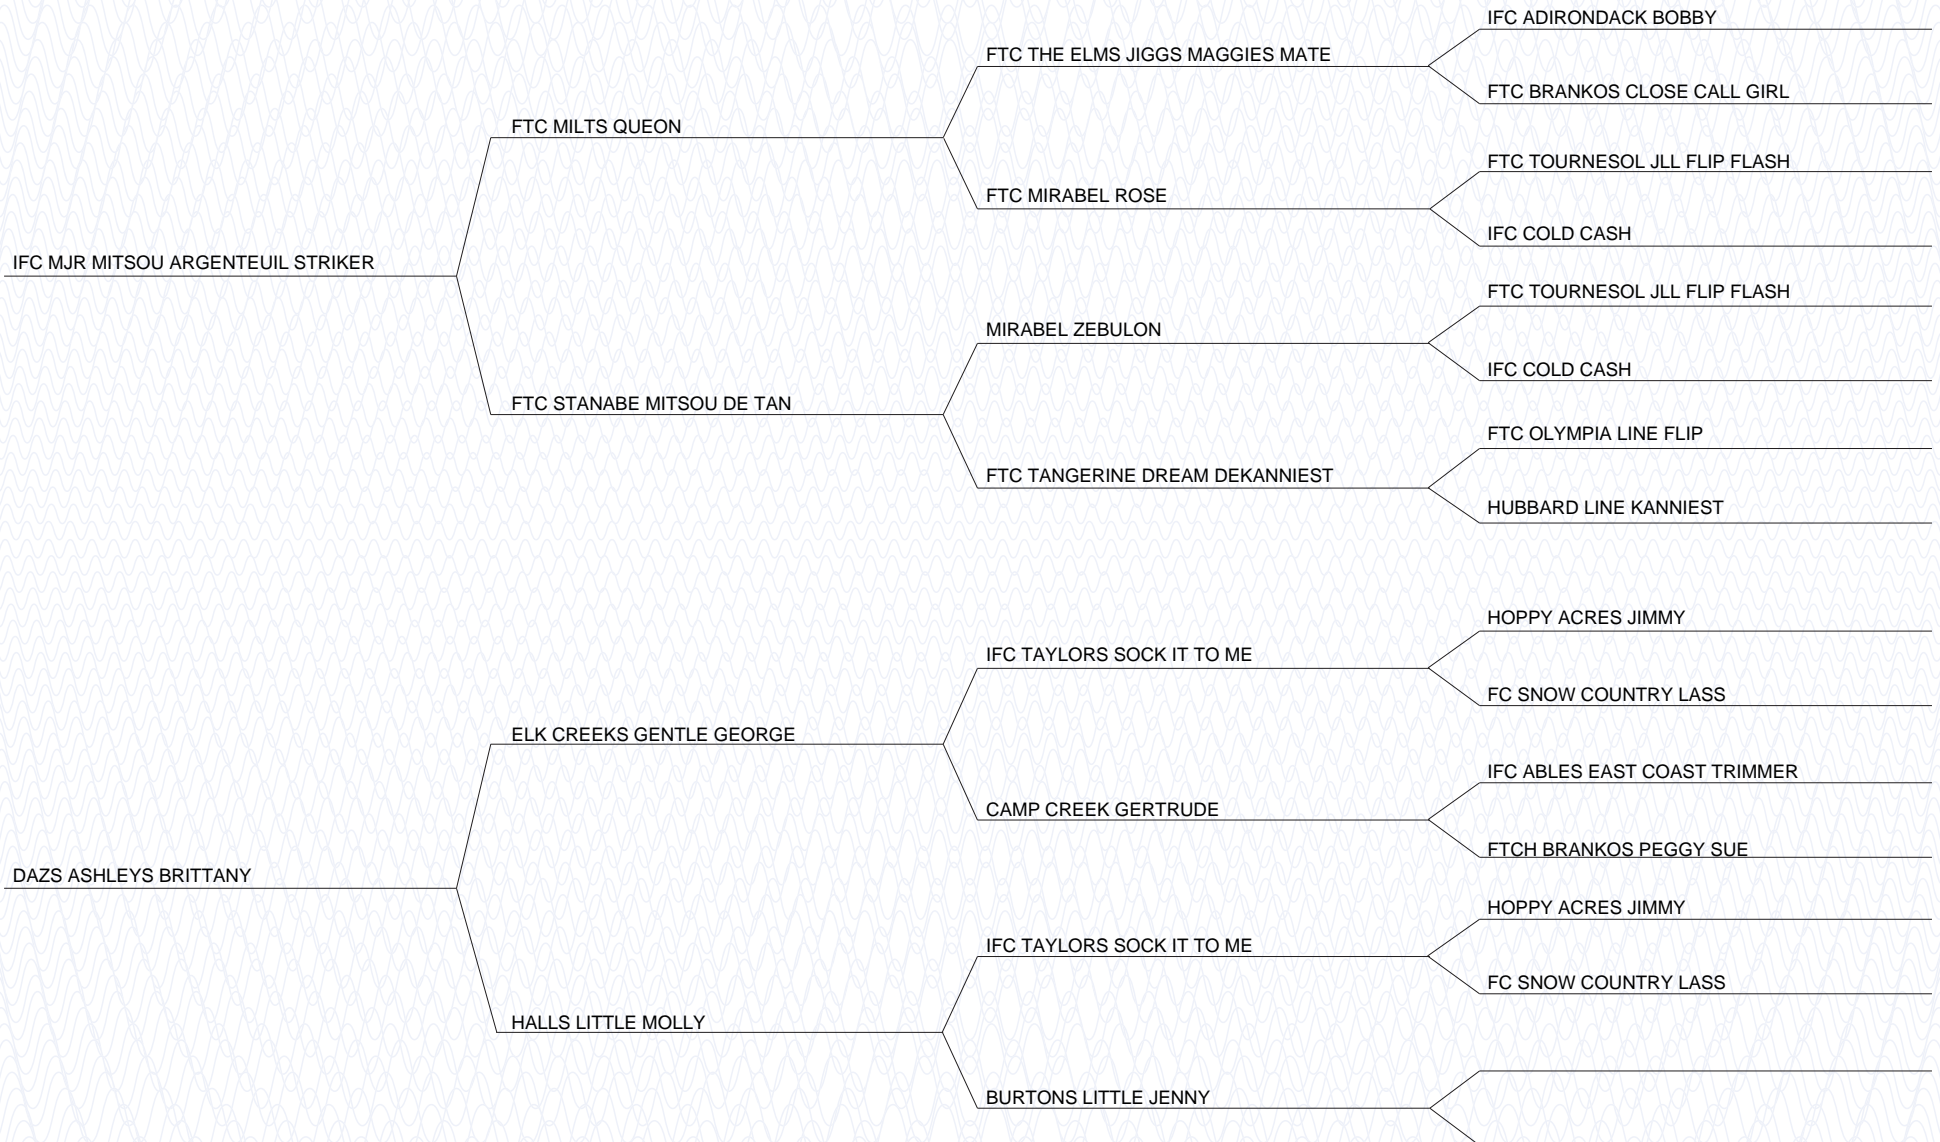 IFC ADIRONDACK BOBBY
FTC THE ELMS JIGGS MAGGIES MATE
FTC BRANKOS CLOSE CALL GIRL
FTC MILTS QUEON
FTC TOURNESOL JLL FLIP FLASH
FTC MIRABEL ROSE
IFC COLD CASH
IFC MJR MITSOU ARGENTEUIL STRIKER
FTC TOURNESOL JLL FLIP FLASH
MIRABEL ZEBULON
IFC COLD CASH
FTC STANABE MITSOU DE TAN
FTC OLYMPIA LINE FLIP
FTC TANGERINE DREAM DEKANNIEST
HUBBARD LINE KANNIEST
HOPPY ACRES JIMMY
IFC TAYLORS SOCK IT TO ME
FC SNOW COUNTRY LASS
ELK CREEKS GENTLE GEORGE
IFC ABLES EAST COAST TRIMMER
CAMP CREEK GERTRUDE
FTCH BRANKOS PEGGY SUE
DAZS ASHLEYS BRITTANY
HOPPY ACRES JIMMY
IFC TAYLORS SOCK IT TO ME
FC SNOW COUNTRY LASS
HALLS LITTLE MOLLY
BURTONS LITTLE JENNY